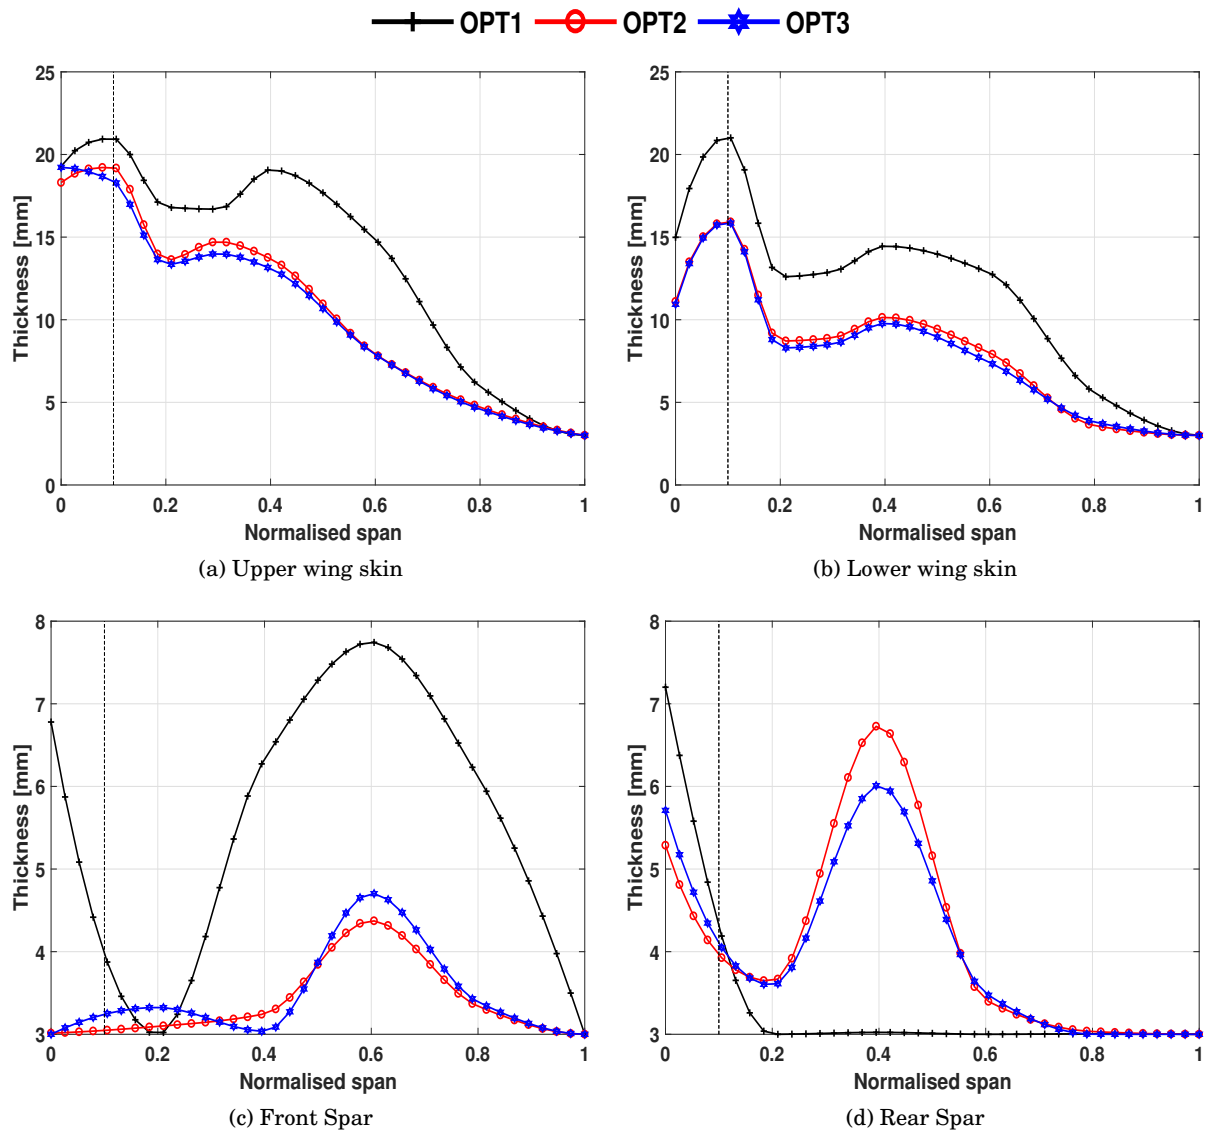 OPT1 OPT2 OPT3
25
20
15
10
5
0
Thickness [mm]
0 0.2 0.4 0.6 0.8 1
Normalised span
(a) Upper wing skin
25
20
15
10
5
0
Thickness [mm]
0 0.2 0.4 0.6 0.8 1
Normalised span
(b) Lower wing skin
8
7
6
5
4
3
Thickness [mm]
0 0.2 0.4 0.6 0.8 1
Normalised span
(c) Front Spar
8
7
6
5
4
3
Thickness [mm]
0 0.2 0.4 0.6 0.8 1
Normalised span
(d) Rear Spar